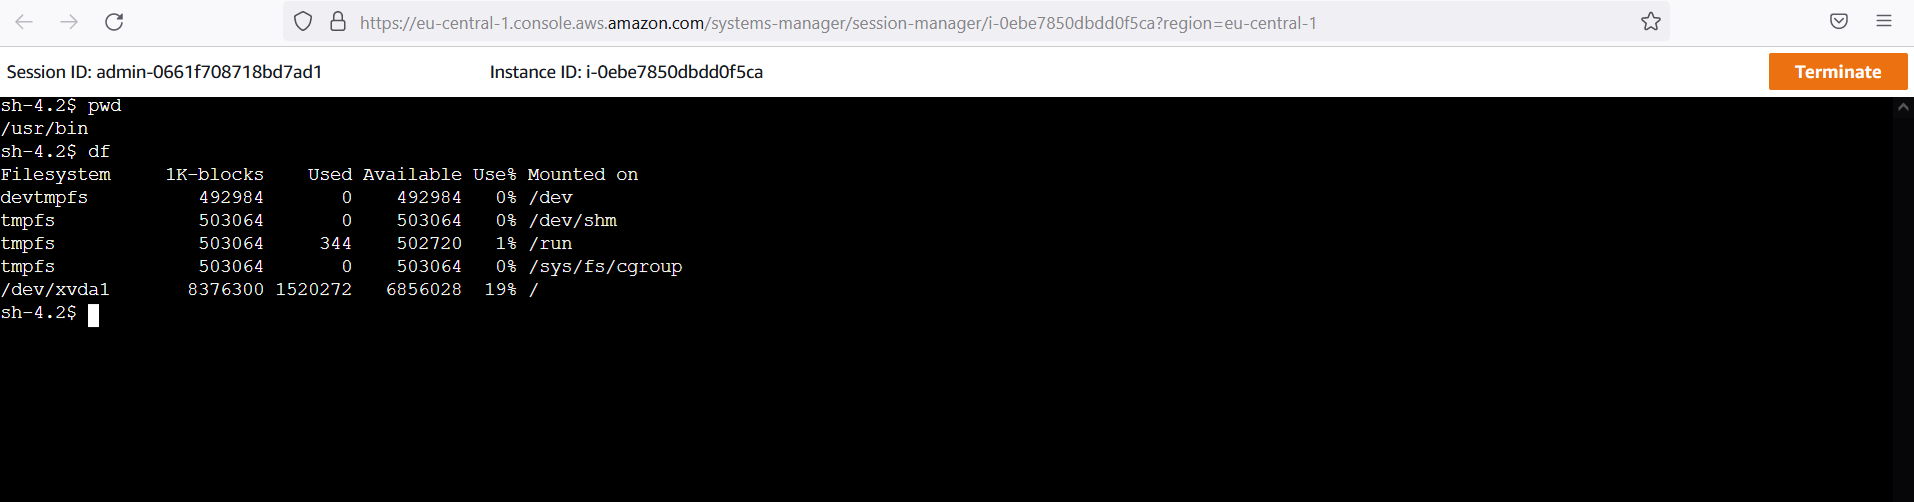 https://eu-central-1.console.aws.amazon.com/systems-manager/session-manager/i-0ebe7850dbdd0f5ca?region=eu-central-1
Session ID: admin-0661f708718bd7ad1 Instance ID: i-0ebe7850dbdd0f5ca Terminate
sh-4.2$ pwd
/usr/bin
sh-4.2$ df
Filesystem     1K-blocks    Used Available Use% Mounted on
devtmpfs          492984       0    492984   0% /dev
tmpfs             503064       0    503064   0% /dev/shm
tmpfs             503064     344    502720   1% /run
tmpfs             503064       0    503064   0% /sys/fs/cgroup
/dev/xvda1       8376300 1520272   6856028  19% /
sh-4.2$